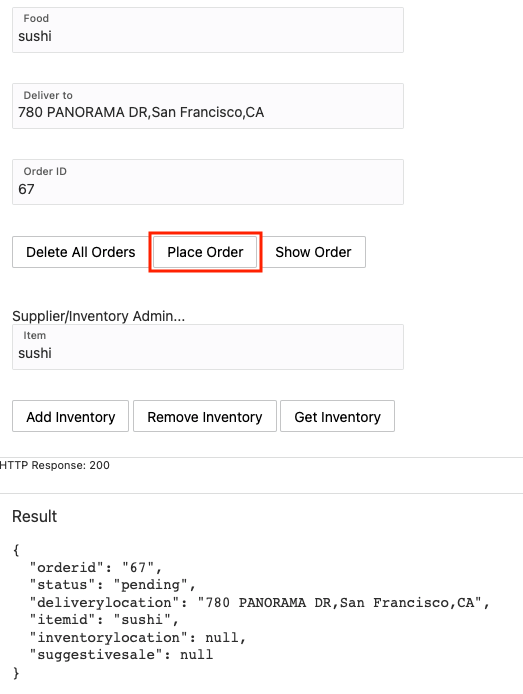 Food
sushi
Deliver to
780 PANORAMA DR,San Francisco,CA
Order ID
67
Delete All Orders Place Order Show Order
Supplier/Inventory Admin...
Item
sushi
Add Inventory Remove Inventory Get Inventory
HTTP Response: 200
Result
{
  "orderid": "67",
  "status": "pending",
  "deliverylocation": "780 PANORAMA DR,San Francisco,CA",
  "itemid": "sushi",
  "inventorylocation": null,
  "suggestivesale": null
}